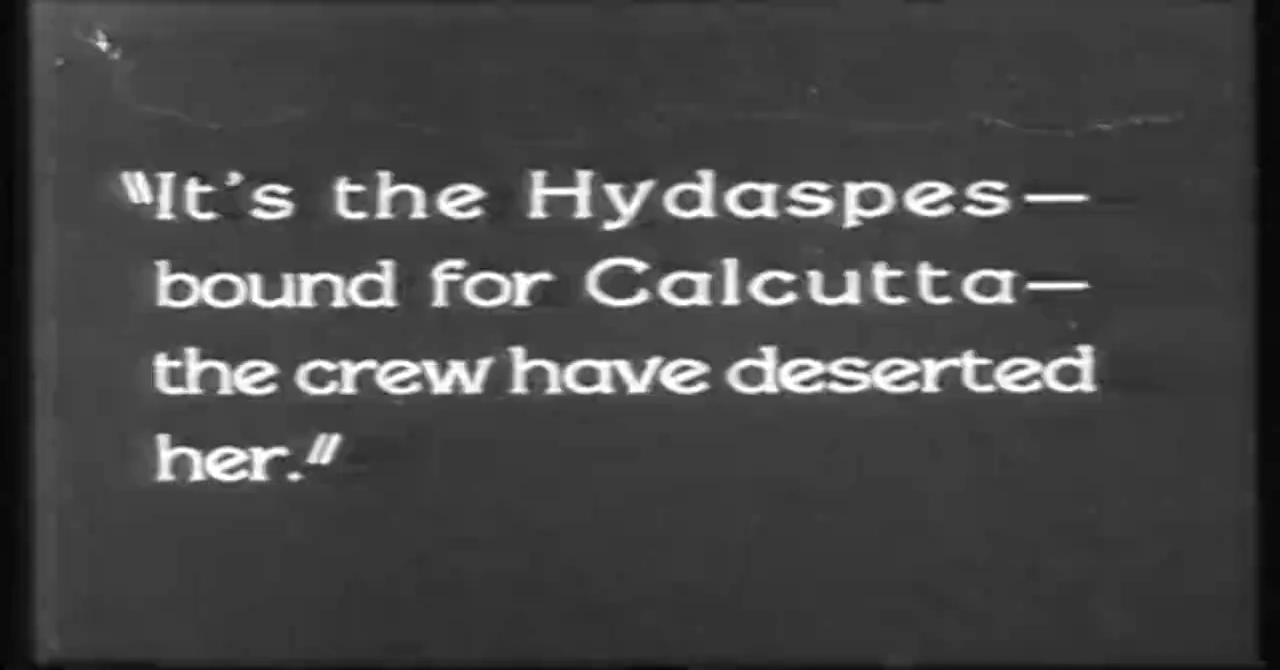 "It's the Hydaspes—
bound for Calcutta—
the crew have deserted
her."